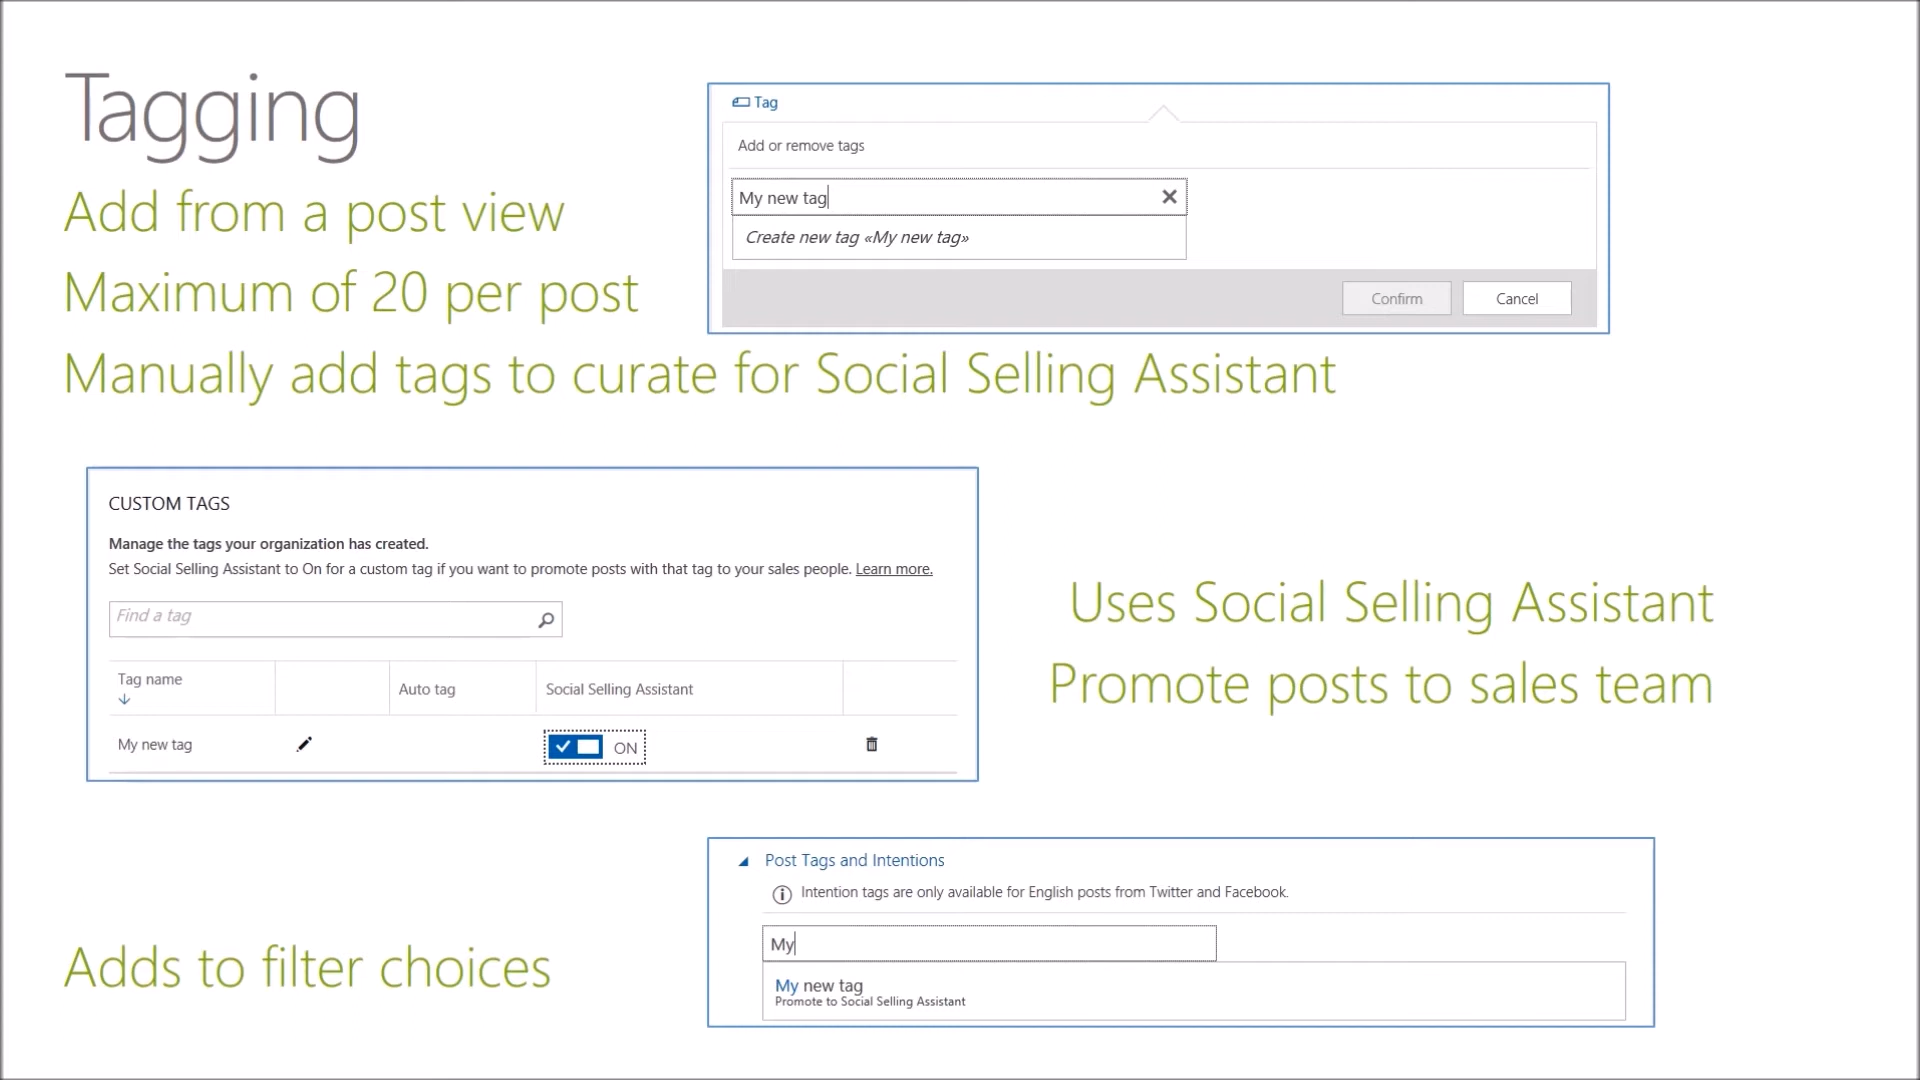 Tagging
Add from a post view
Maximum of 20 per post
Manually add tags to curate for Social Selling Assistant
Tag
Add or remove tags
My new tag
Create new tag «My new tag»
Confirm Cancel
CUSTOM TAGS
Manage the tags your organization has created.
Set Social Selling Assistant to On for a custom tag if you want to promote posts with that tag to your sales people. Learn more.
Find a tag
Tag name Auto tag Social Selling Assistant
My new tag ON
Uses Social Selling Assistant
Promote posts to sales team
Adds to filter choices
Post Tags and Intentions
Intention tags are only available for English posts from Twitter and Facebook.
My
My new tag
Promote to Social Selling Assistant